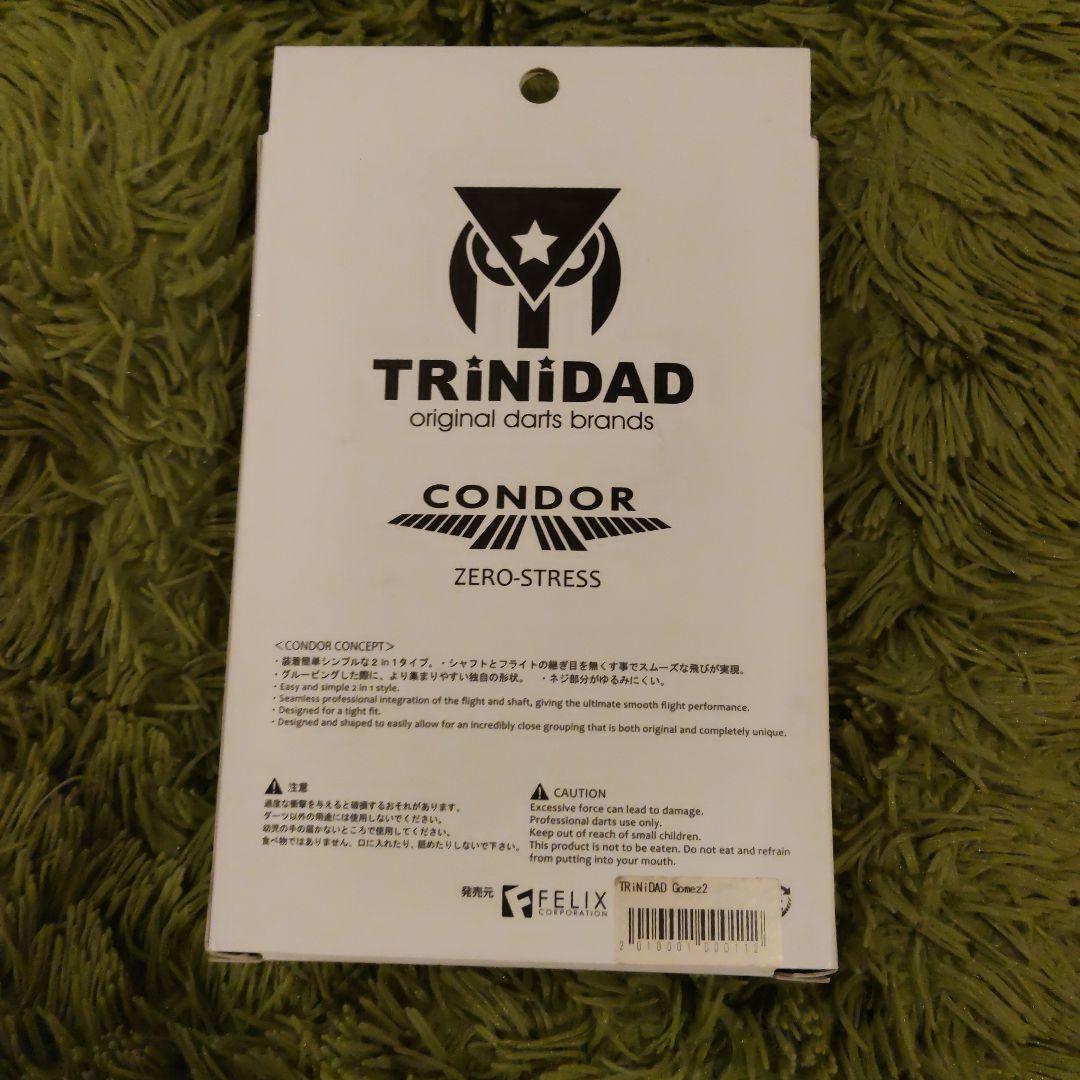 TRiNiDAD
original darts brands
CONDOR
ZERO-STRESS
＜CONDOR CONCEPT＞
・装着簡単シンプルな2 in 1タイプ。・シャフトとフライトの継ぎ目を無くす事でスムーズな飛びが実現。
・グルーピングした際に、より集まりやすい独自の形状。 ・ネジ部分がゆるみにくい。
・Easy and simple 2 in 1 style.
・Seamless professional integration of the flight and shaft, giving the ultimate smooth flight performance.
・Designed for a tight fit.
・Designed and shaped to easily allow for an incredibly close grouping that is both original and completely unique.
注意
過度な衝撃を与えると破損するおそれがあります。
ダーツ以外の用途には使用しないでください。
幼児の手の届かないところで使用してください。
食べ物ではありません。口に入れたり、舐めたりしないで下さい。
CAUTION
Excessive force can lead to damage.
Professional darts use only.
Keep out of reach of small children.
This product is not to be eaten. Do not eat and refrain
from putting into your mouth.
発売元 FELIX
CORPORATION
TRiNiDAD Gomez2
2 010001 000112